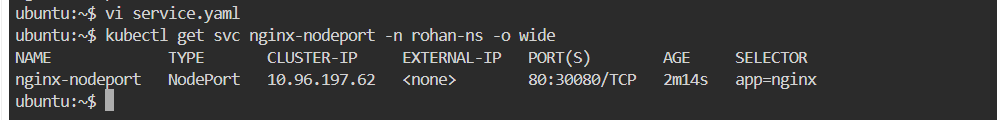 ubuntu:~$ vi service.yaml
ubuntu:~$ kubectl get svc nginx-nodeport -n rohan-ns -o wide
NAME             TYPE       CLUSTER-IP     EXTERNAL-IP   PORT(S)        AGE     SELECTOR
nginx-nodeport   NodePort   10.96.197.62   <none>        80:30080/TCP   2m14s   app=nginx
ubuntu:~$